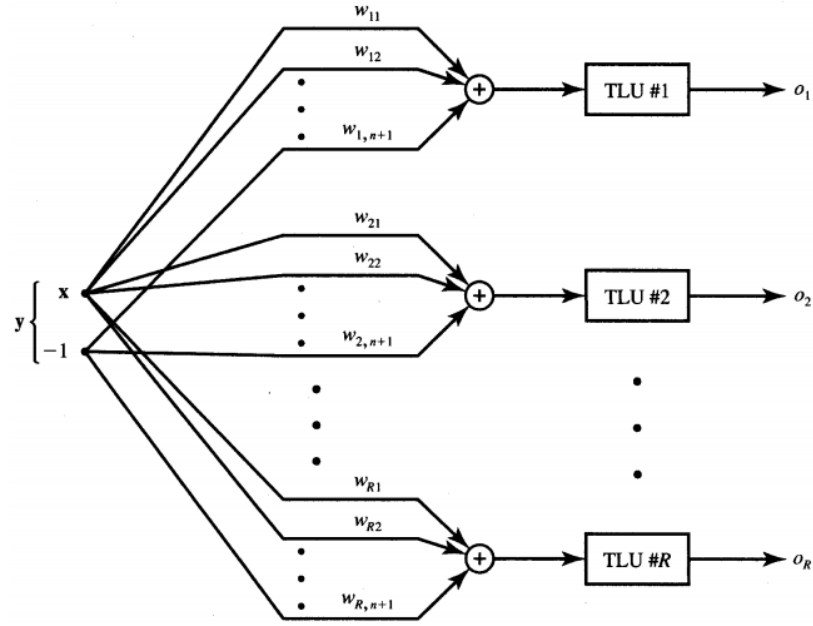 w11
w12
w1, n+1
TLU #1
o1
w21
w22
x
y
−1
w2, n+1
TLU #2
o2
wR1
wR2
wR, n+1
TLU #R
oR